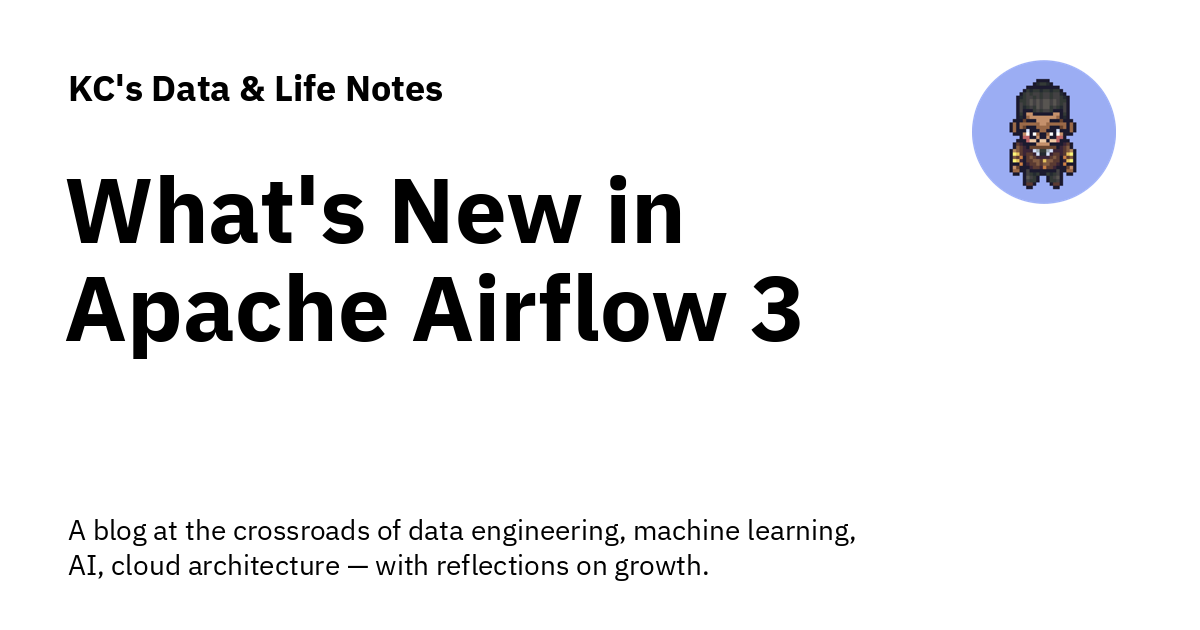 KC's Data & Life Notes
What's New in
Apache Airflow 3
A blog at the crossroads of data engineering, machine learning,
AI, cloud architecture — with reflections on growth.